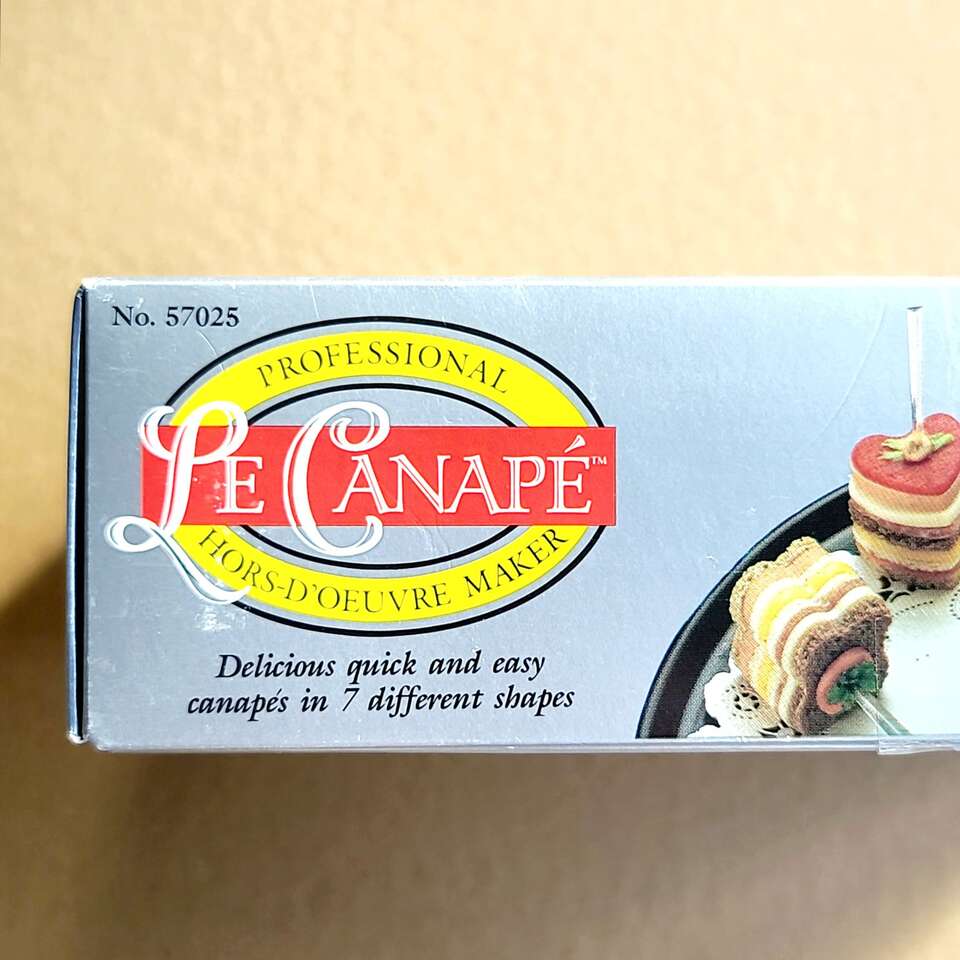 No. 57025
PROFESSIONAL
LE CANAPÉ™
HORS-D'OEUVRE MAKER
Delicious quick and easy
canapés in 7 different shapes